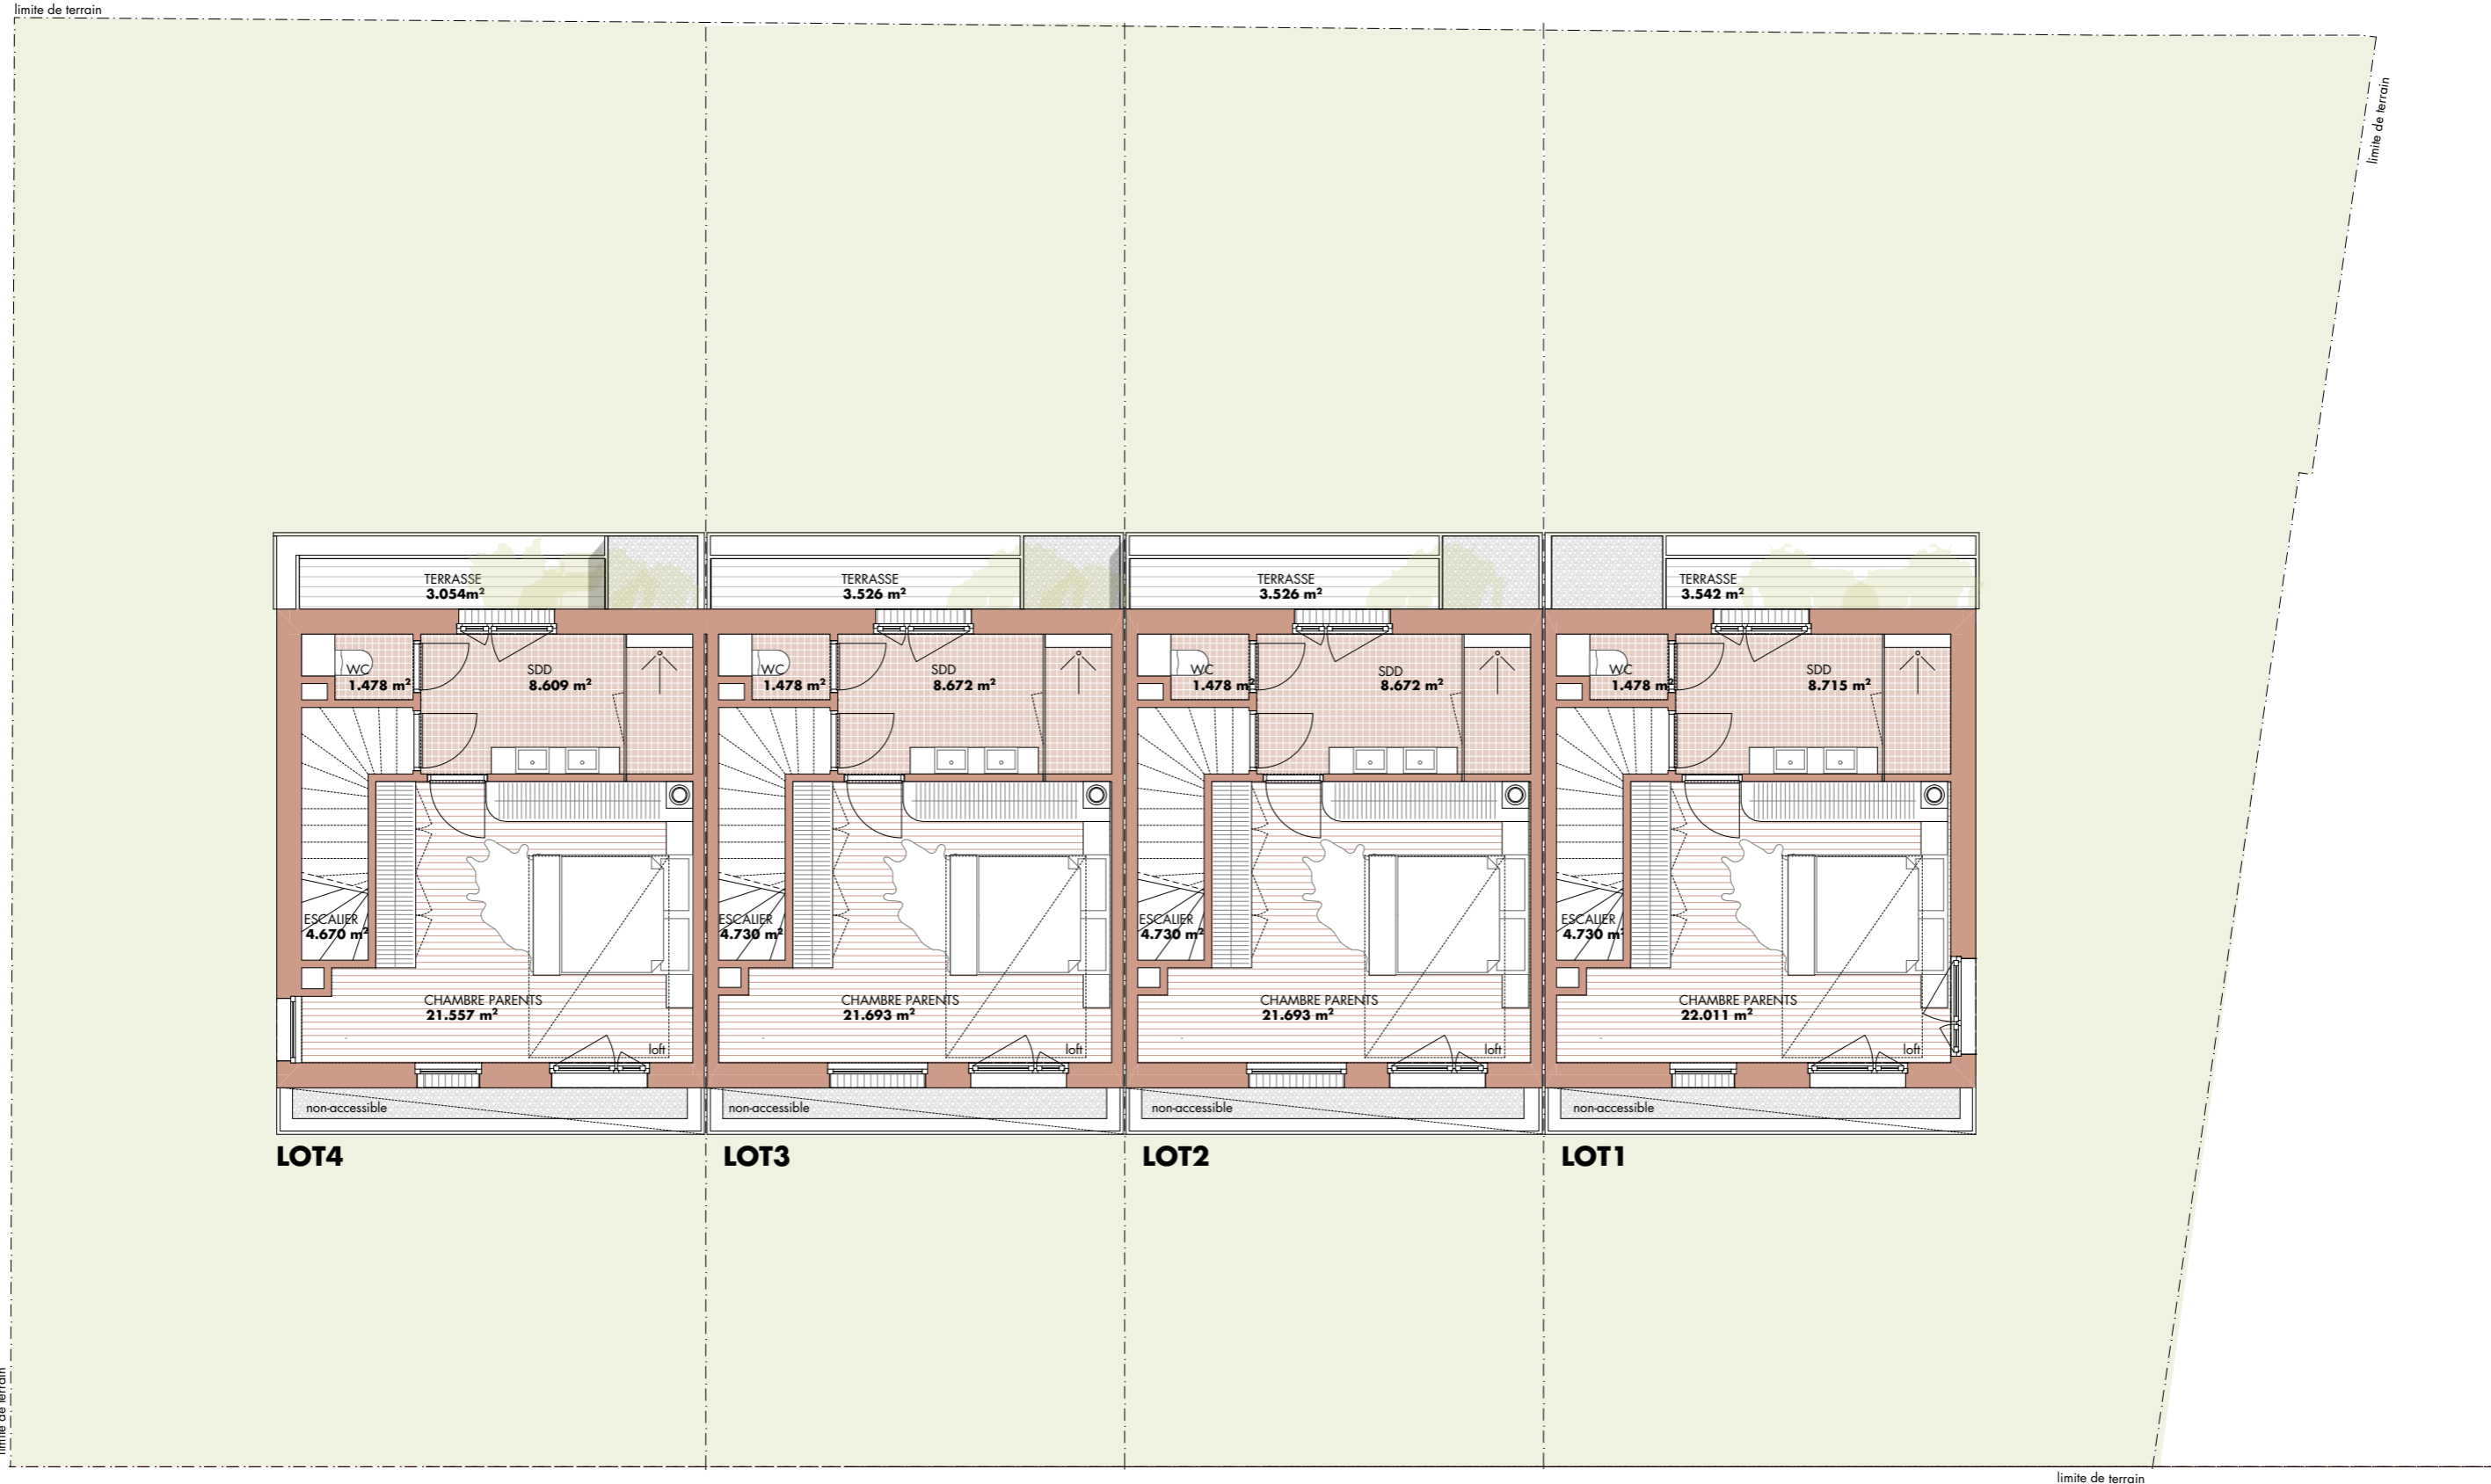 limite de terrain
limite de terrain
TERRASSE
3.054m²
TERRASSE
3.526 m²
TERRASSE
3.526 m²
TERRASSE
3.542 m²
WC
1.478 m²
SDD
8.609 m²
WC
1.478 m²
SDD
8.672 m²
WC
1.478 m²
SDD
8.672 m²
WC
1.478 m²
SDD
8.715 m²
ESCALIER
4.670 m²
ESCALIER
4.730 m²
ESCALIER
4.730 m²
ESCALIER
4.730 m²
CHAMBRE PARENTS
21.557 m²
loft
CHAMBRE PARENTS
21.693 m²
loft
CHAMBRE PARENTS
21.693 m²
loft
CHAMBRE PARENTS
22.011 m²
loft
non-accessible
non-accessible
non-accessible
non-accessible
LOT4
LOT3
LOT2
LOT1
limite de terrain
limite de terrain